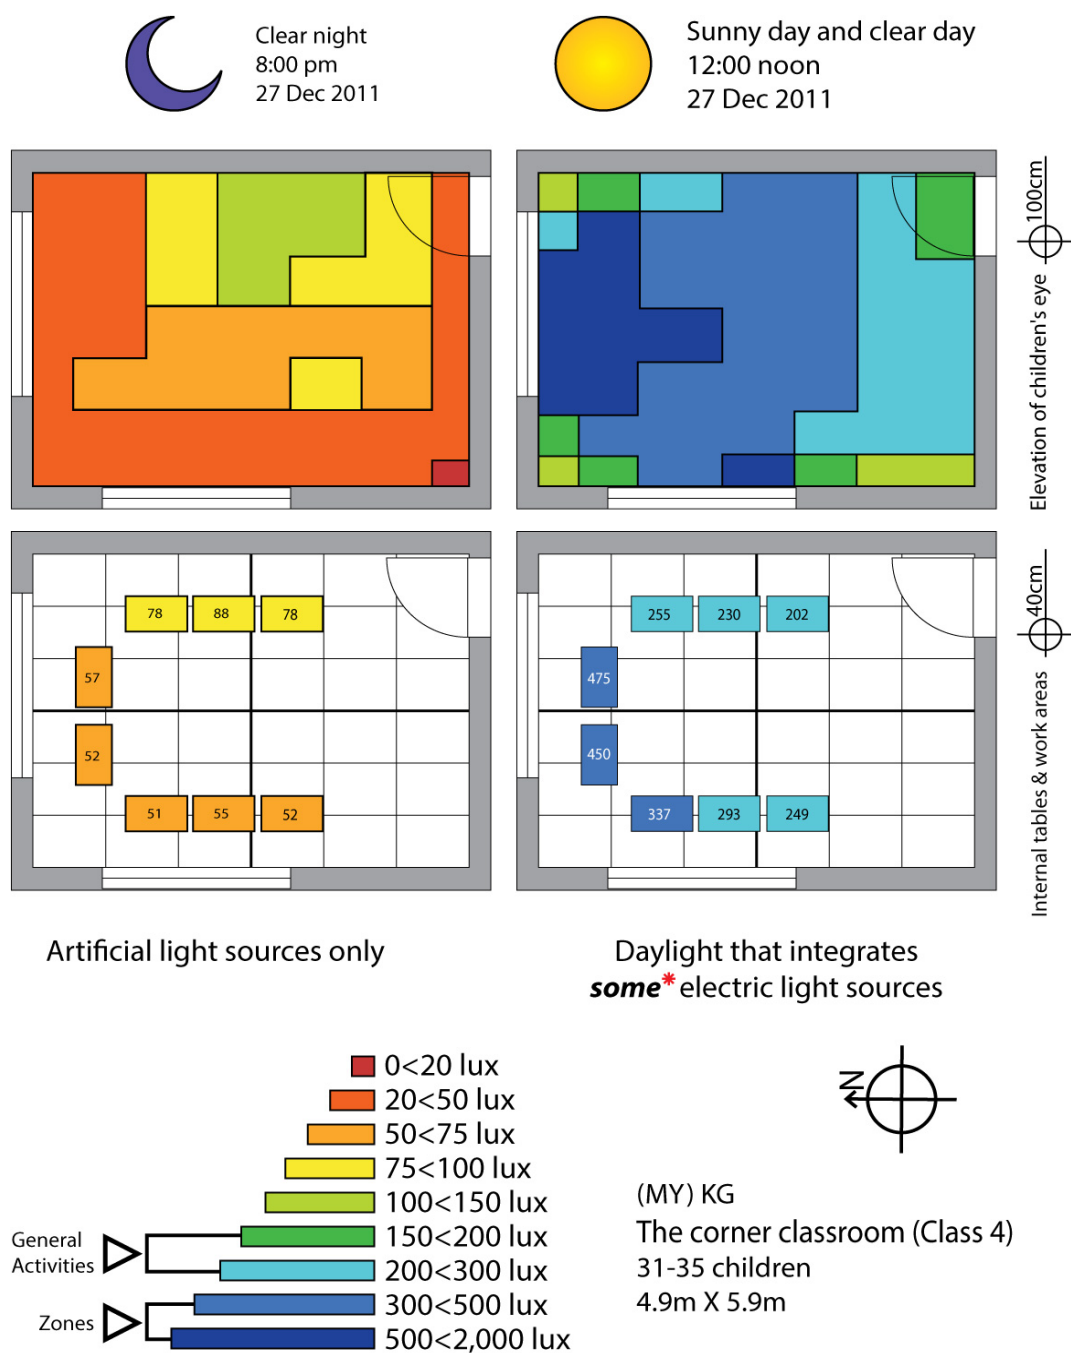 Clear night
8:00 pm
27 Dec 2011
Sunny day and clear day
12:00 noon
27 Dec 2011
100cm
Elevation of children's eye
78 88 78
57
52
51 55 52
255 230 202
475
450
337 293 249
40cm
Internal tables & work areas
Artificial light sources only
Daylight that integrates
some* electric light sources
0<20 lux
20<50 lux
50<75 lux
75<100 lux
100<150 lux
150<200 lux
200<300 lux
300<500 lux
500<2,000 lux
General
Activities
Zones
N
(MY) KG
The corner classroom (Class 4)
31-35 children
4.9m X 5.9m